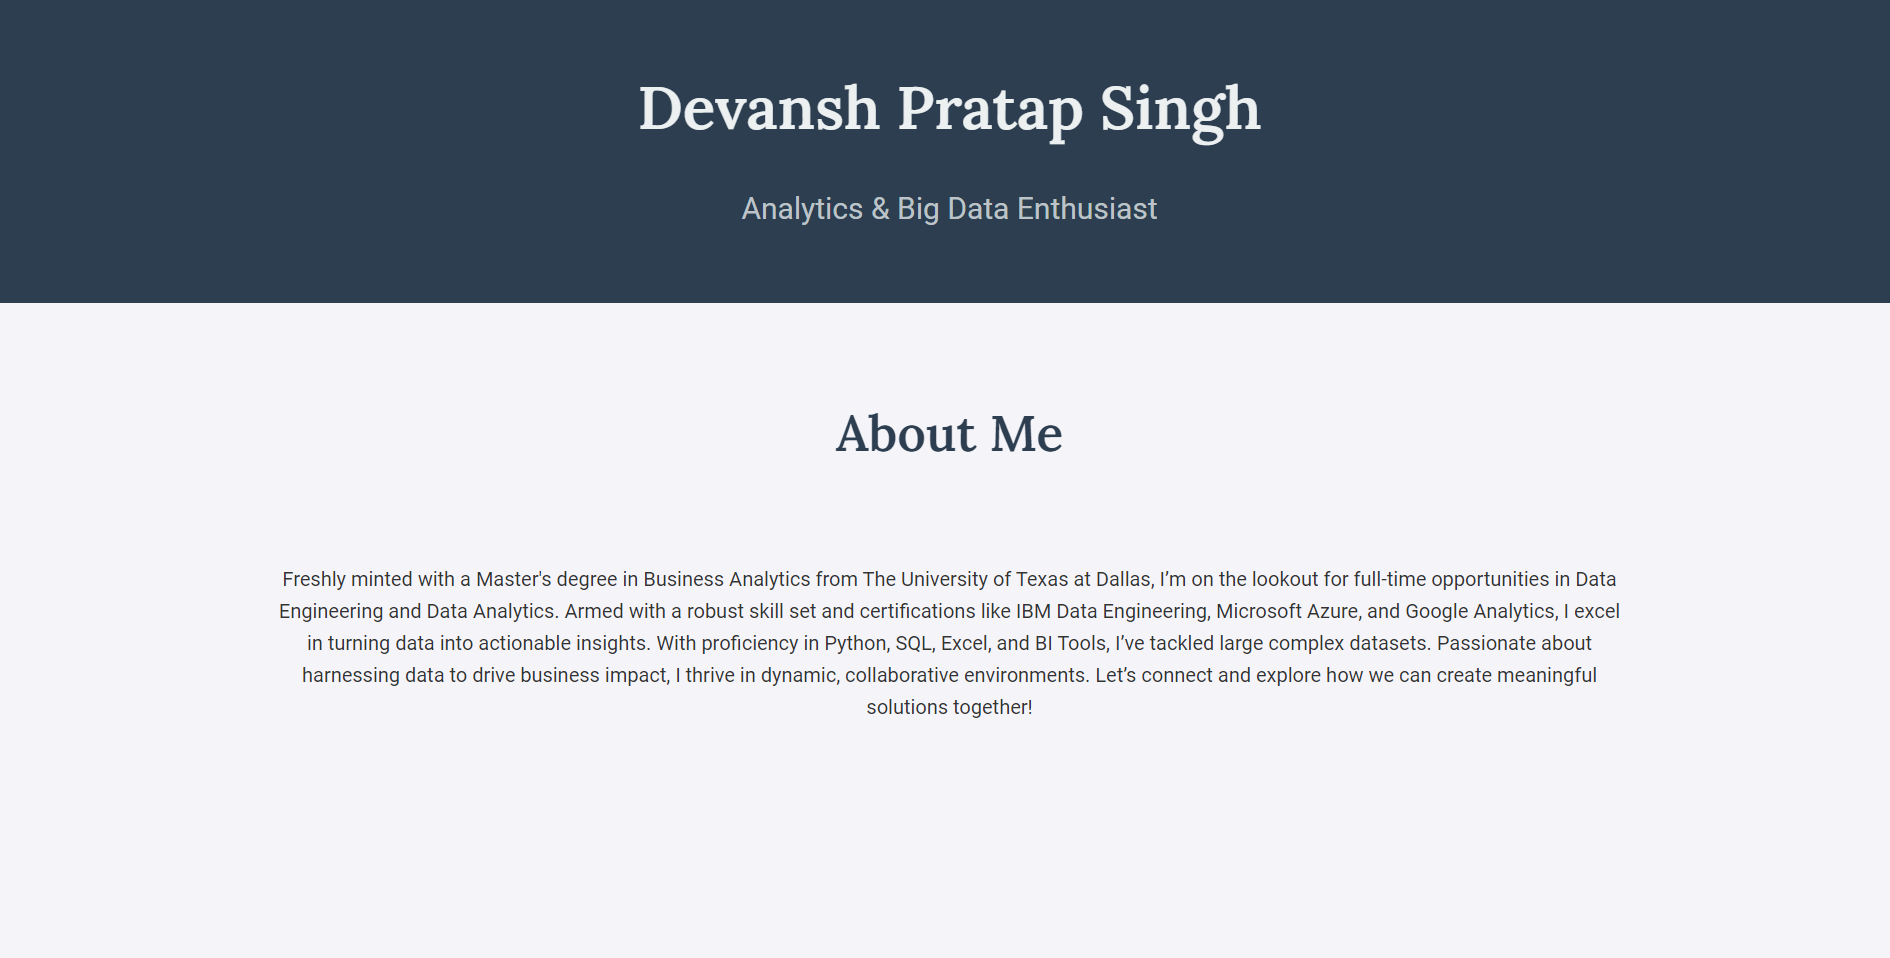 Devansh Pratap Singh
Analytics & Big Data Enthusiast
About Me
Freshly minted with a Master's degree in Business Analytics from The University of Texas at Dallas, I’m on the lookout for full-time opportunities in Data
Engineering and Data Analytics. Armed with a robust skill set and certifications like IBM Data Engineering, Microsoft Azure, and Google Analytics, I excel
in turning data into actionable insights. With proficiency in Python, SQL, Excel, and BI Tools, I’ve tackled large complex datasets. Passionate about
harnessing data to drive business impact, I thrive in dynamic, collaborative environments. Let’s connect and explore how we can create meaningful
solutions together!